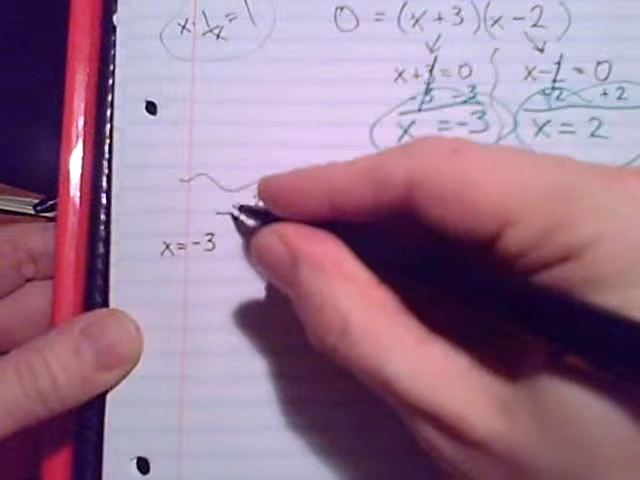 x·1/x=1
0 = (x+3)(x-2)
x+3=0 x-2=0
-3 -3 +2 +2
x = -3 x = 2
x=-3